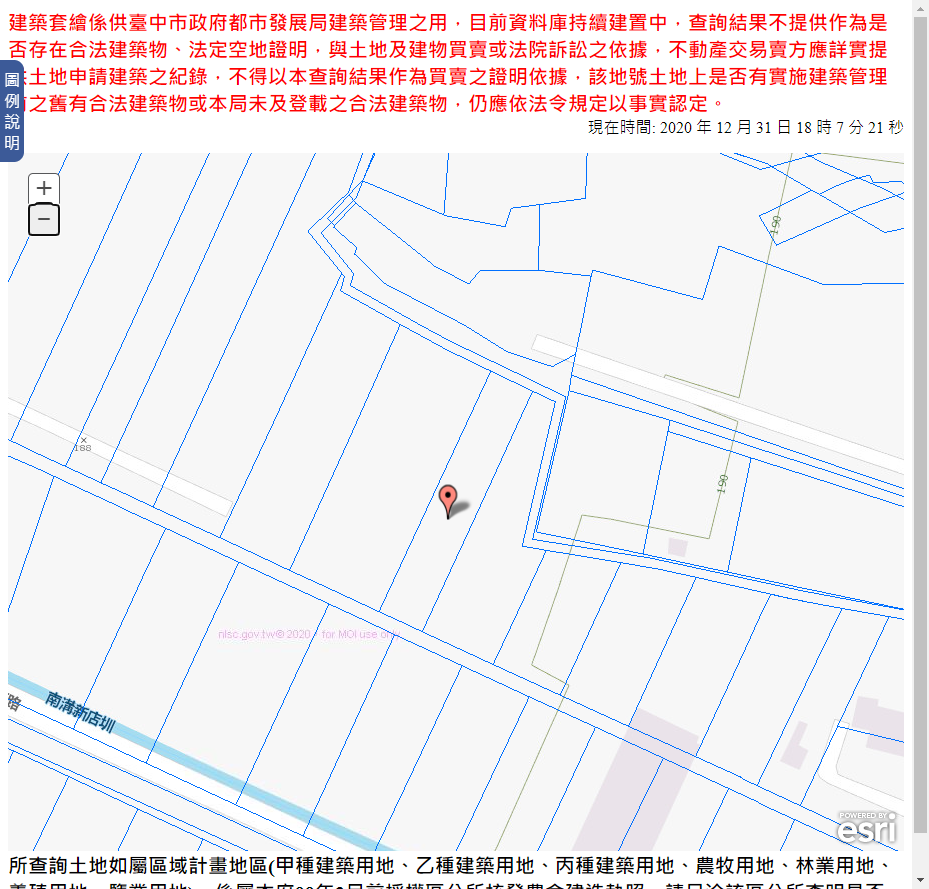 建築套繪係供臺中市政府都市發展局建築管理之用，目前資料庫持續建置中，查詢結果不提供作為是
否存在合法建築物、法定空地證明，與土地及建物買賣或法院訴訟之依據，不動產交易賣方應詳實提
供土地申請建築之紀錄，不得以本查詢結果作為買賣之證明依據，該地號土地上是否有實施建築管理
之舊有合法建築物或本局未及登載之合法建築物，仍應依法令規定以事實認定。
圖例說明
現在時間: 2020 年 12 月 31 日 18 時 7 分 21 秒
+
−
190
188
190
nlsc.gov.tw© 2020 / for MOI use only
路
南溝新店圳
POWERED BY
esri
所查詢土地如屬區域計畫地區(甲種建築用地、乙種建築用地、丙種建築用地、農牧用地、林業用地、